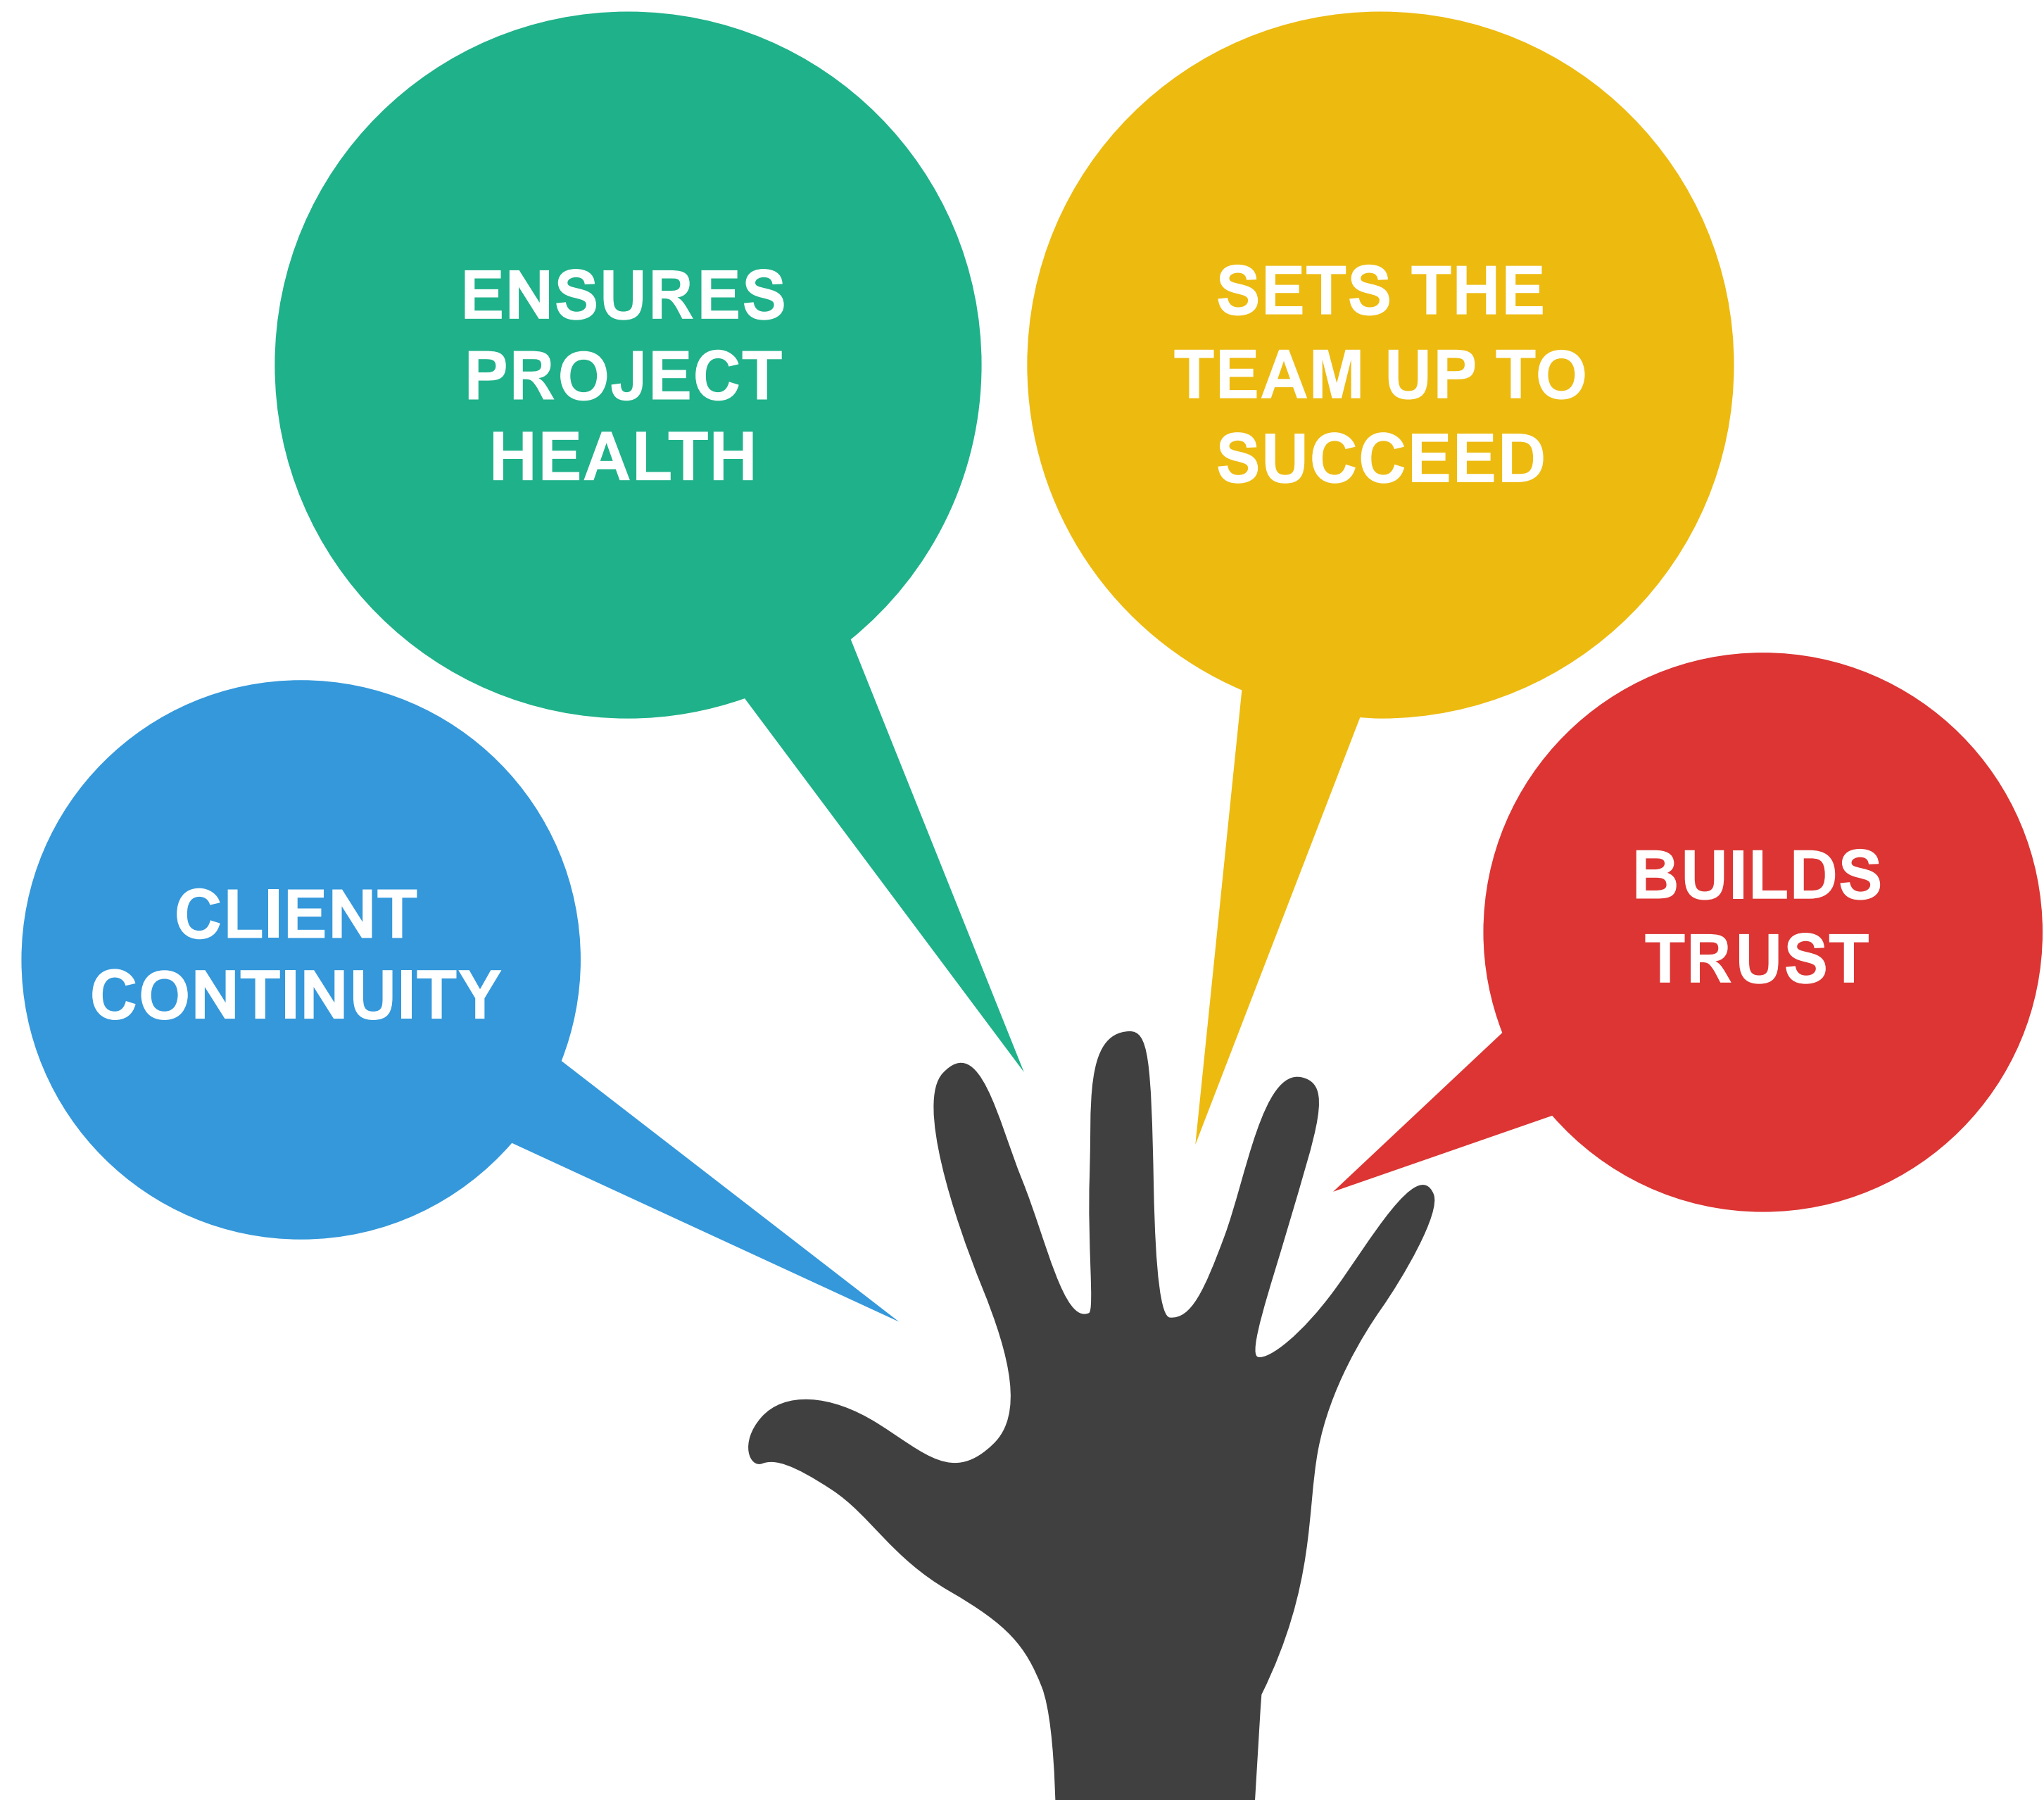 ENSURES
PROJECT
HEALTH
SETS THE
TEAM UP TO
SUCCEED
CLIENT
CONTINUITY
BUILDS
TRUST